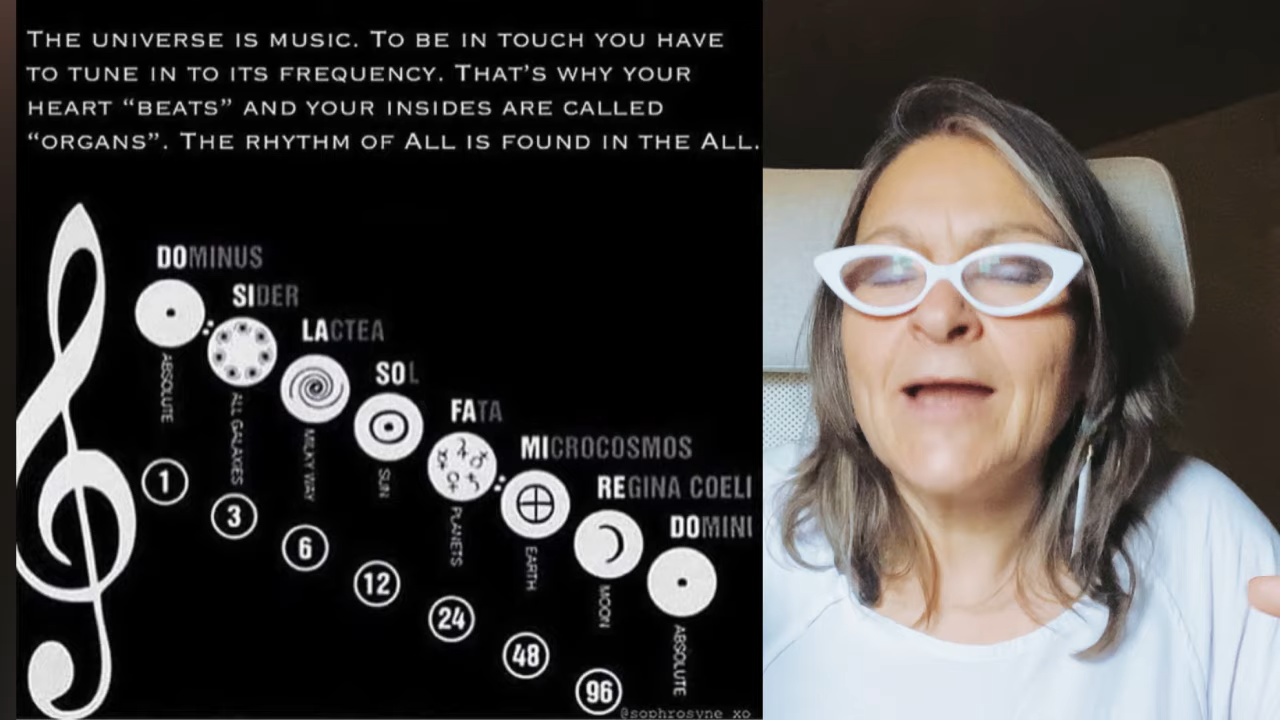 THE UNIVERSE IS MUSIC. TO BE IN TOUCH YOU HAVE
TO TUNE IN TO ITS FREQUENCY. THAT'S WHY YOUR
HEART “BEATS” AND YOUR INSIDES ARE CALLED
“ORGANS”. THE RHYTHM OF ALL IS FOUND IN THE ALL.
DOMINUS
SIDER
LACTEA
SOL
FATA
MICROCOSMOS
REGINA COELI
DOMINI
ABSOLUTE
ALL GALAXIES
MILKY WAY
SUN
PLANETS
EARTH
MOON
ABSOLUTE
1
3
6
12
24
48
96
@sophrosyne_xo